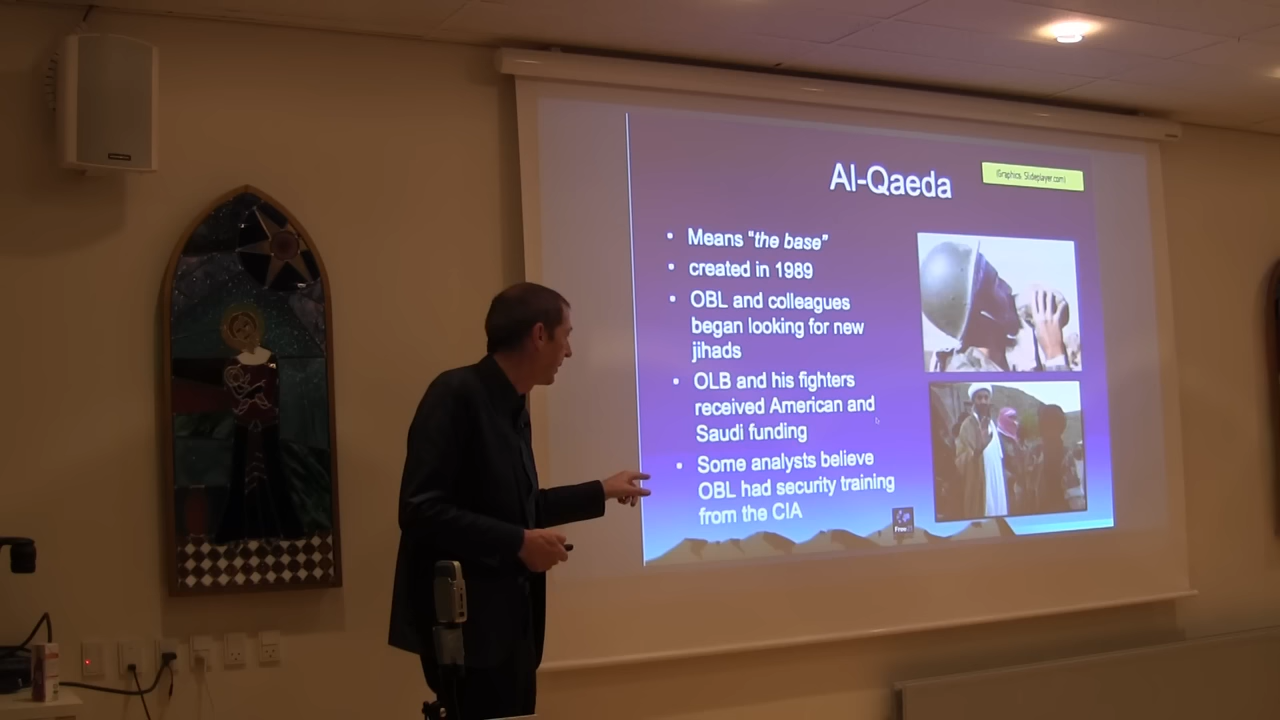 Al-Qaeda
(Graphics: Slideplayer.com)
• Means "the base"
• created in 1989
• OBL and colleagues
began looking for new
jihads
• OLB and his fighters
received American and
Saudi funding
• Some analysts believe
OBL had security training
from the CIA